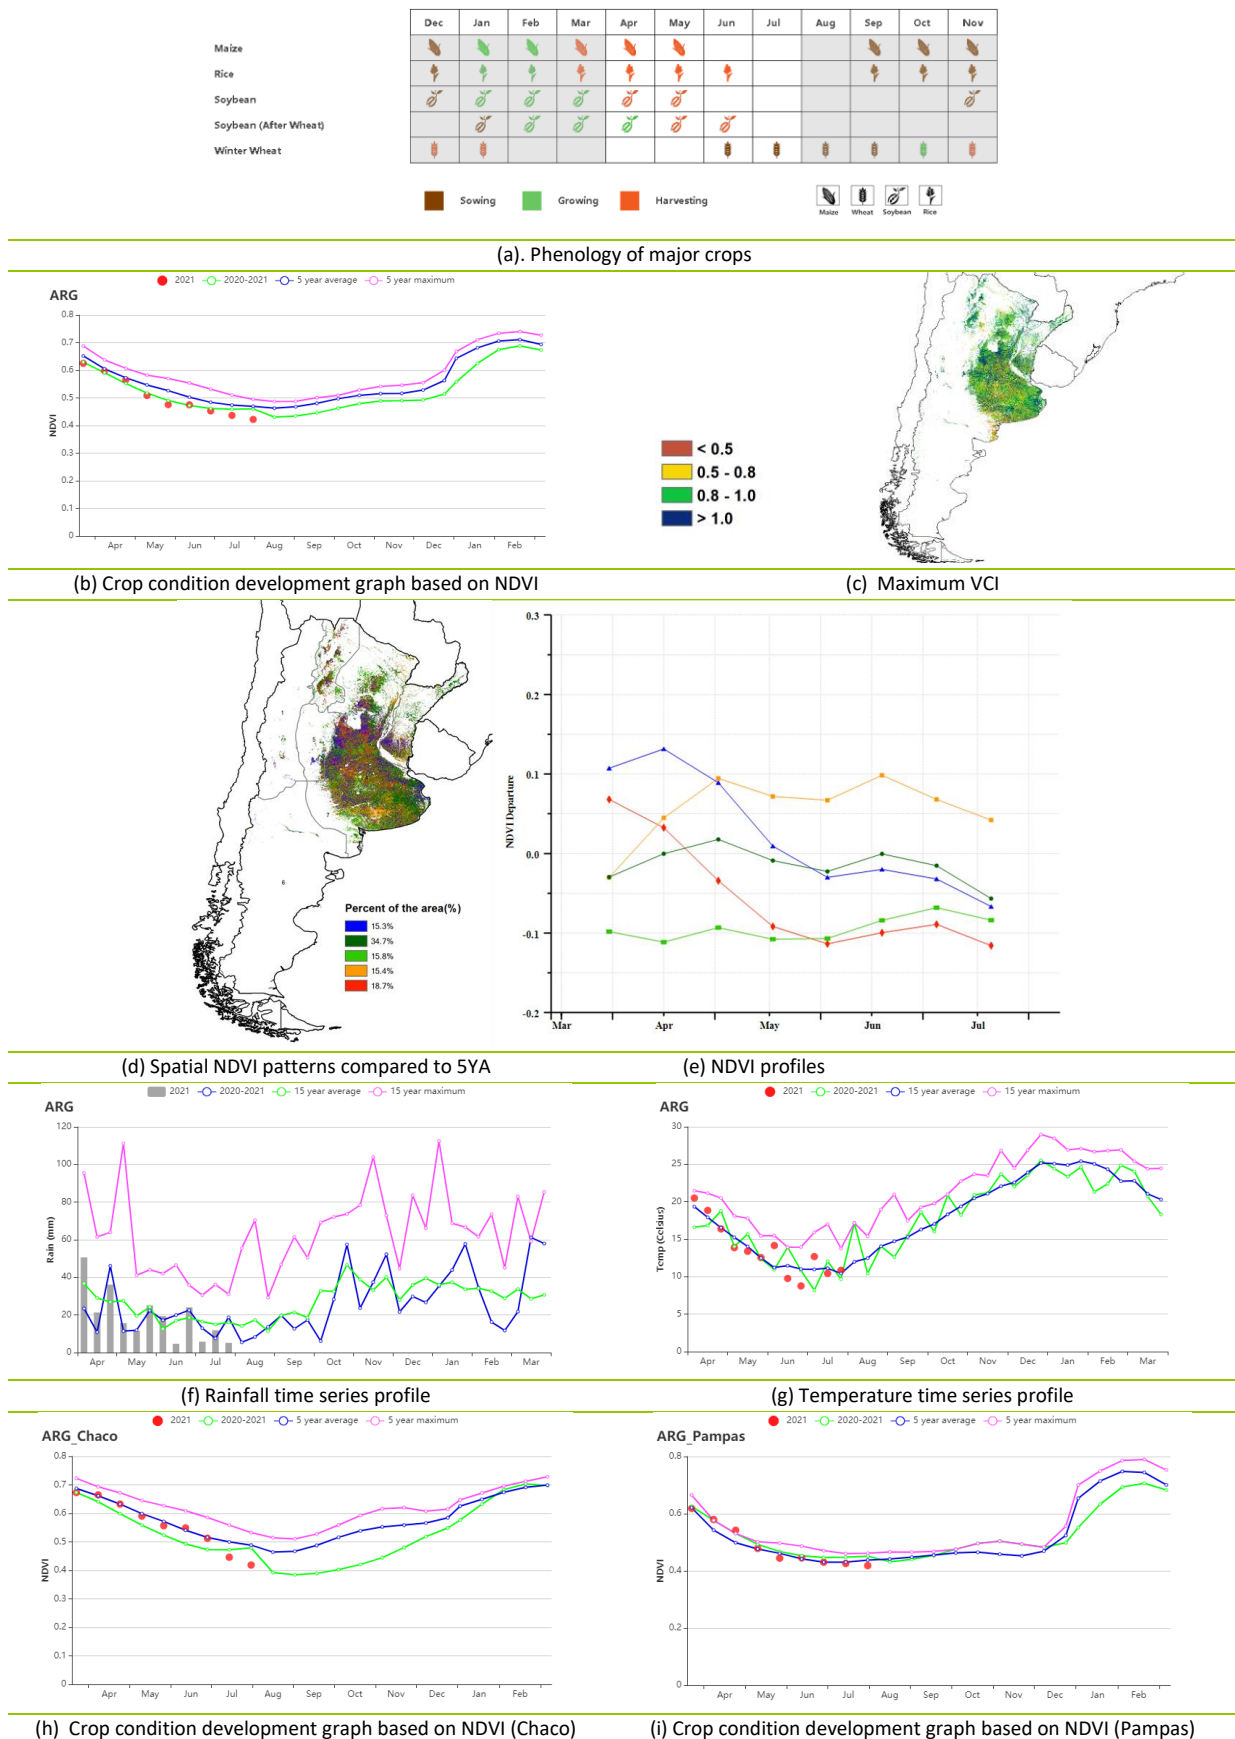 Dec Jan Feb Mar Apr May Jun Jul Aug Sep Oct Nov
Maize
Rice
Soybean
Soybean (After Wheat)
Winter Wheat
Sowing Growing Harvesting
Maize Wheat Soybean Rice
(a). Phenology of major crops
2021 2020-2021 5 year average 5 year maximum
ARG
0.8
0.7
0.6
0.5
0.4
0.3
0.2
0.1
0
NDVI
Apr May Jun Jul Aug Sep Oct Nov Dec Jan Feb
< 0.5
0.5 - 0.8
0.8 - 1.0
> 1.0
(b) Crop condition development graph based on NDVI
(c) Maximum VCI
1
5
7
6
Percent of the area(%)
15.3%
34.7%
15.8%
15.4%
18.7%
0.3
0.2
0.1
0.0
-0.1
-0.2
NDVI Departure
Mar Apr May Jun Jul
(d) Spatial NDVI patterns compared to 5YA
(e) NDVI profiles
2021 2020-2021 15 year average 15 year maximum
ARG
120
100
80
60
40
20
0
Rain (mm)
Apr May Jun Jul Aug Sep Oct Nov Dec Jan Feb Mar
2021 2020-2021 15 year average 15 year maximum
ARG
30
25
20
15
10
5
0
Temp (Celsius)
Apr May Jun Jul Aug Sep Oct Nov Dec Jan Feb Mar
(f) Rainfall time series profile
(g) Temperature time series profile
2021 2020-2021 5 year average 5 year maximum
ARG_Chaco
0.8
0.7
0.6
0.5
0.4
0.3
0.2
0.1
0
NDVI
Apr May Jun Jul Aug Sep Oct Nov Dec Jan Feb
2021 2020-2021 5 year average 5 year maximum
ARG_Pampas
0.8
0.6
0.4
0.2
0
NDVI
Apr May Jun Jul Aug Sep Oct Nov Dec Jan Feb
(h) Crop condition development graph based on NDVI (Chaco)
(i) Crop condition development graph based on NDVI (Pampas)